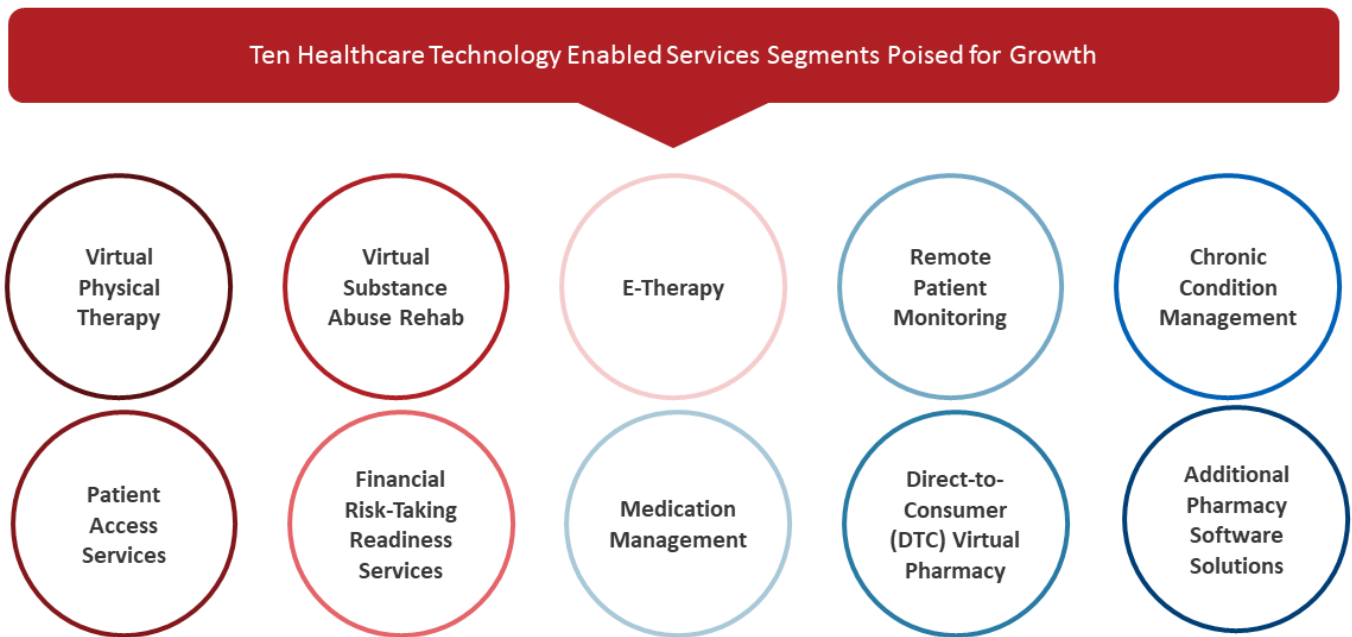 Ten Healthcare Technology Enabled Services Segments Poised for Growth
Virtual
Physical
Therapy
Virtual
Substance
Abuse Rehab
E-Therapy
Remote
Patient
Monitoring
Chronic
Condition
Management
Patient
Access
Services
Financial
Risk-Taking
Readiness
Services
Medication
Management
Direct-to-
Consumer
(DTC) Virtual
Pharmacy
Additional
Pharmacy
Software
Solutions